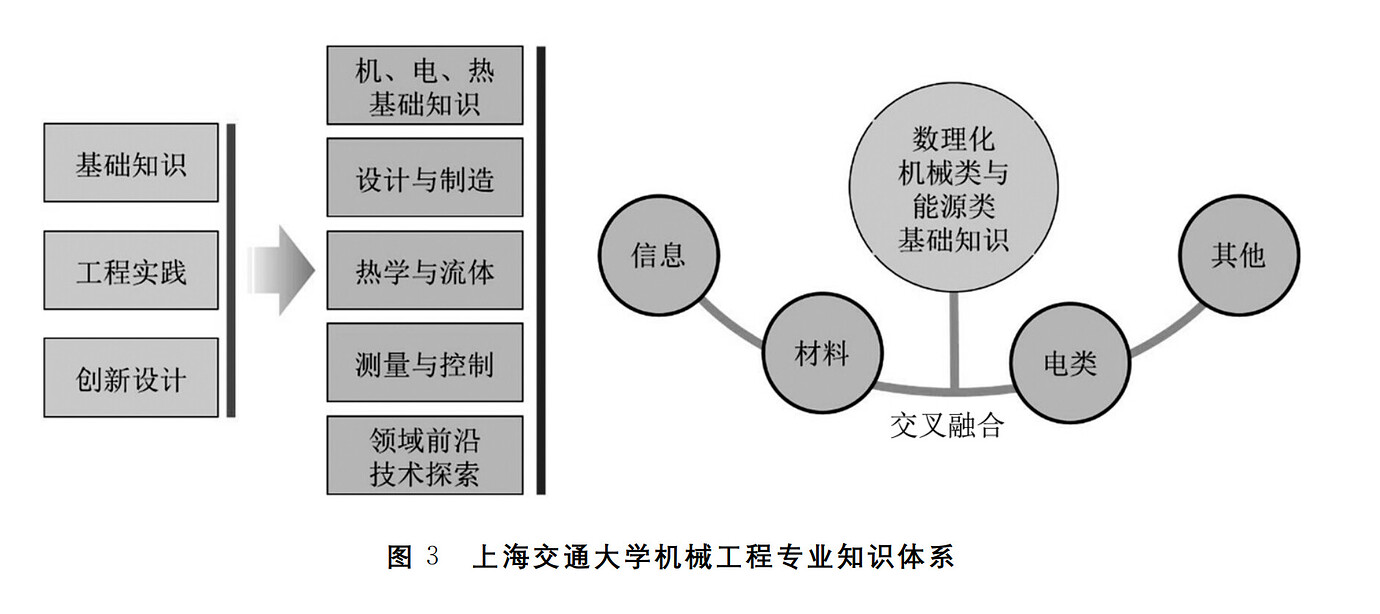 基础知识
工程实践
创新设计
机、电、热
基础知识
设计与制造
热学与流体
测量与控制
领域前沿
技术探索
数理化
机械类与
能源类
基础知识
信息
材料
电类
其他
交叉融合
图 3 上海交通大学机械工程专业知识体系